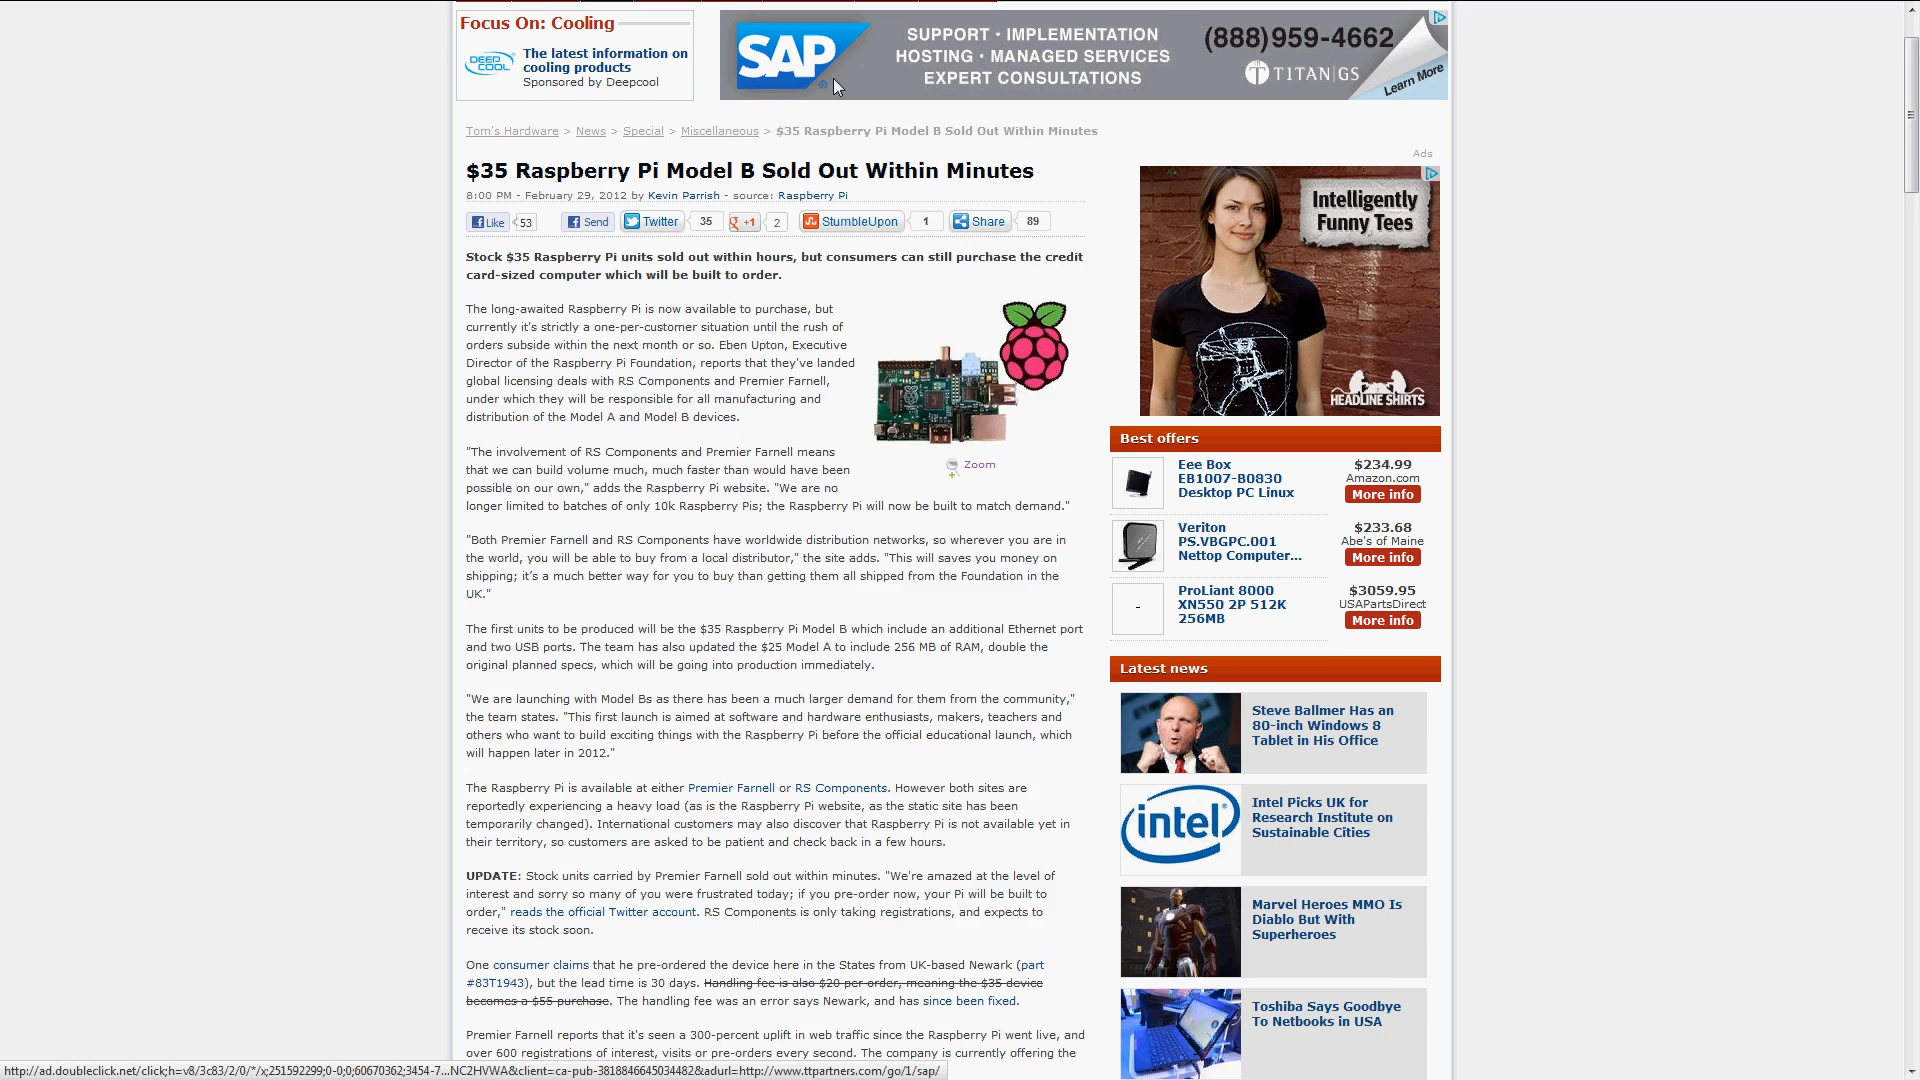 Focus On: Cooling
DEEP COOL
The latest information on
cooling products
Sponsored by Deepcool
SAP
SUPPORT · IMPLEMENTATION
HOSTING · MANAGED SERVICES
EXPERT CONSULTATIONS
(888)959-4662
TITAN|GS
Learn More
Tom's Hardware > News > Special > Miscellaneous > $35 Raspberry Pi Model B Sold Out Within Minutes
$35 Raspberry Pi Model B Sold Out Within Minutes
8:00 PM - February 29, 2012 by Kevin Parrish - source: Raspberry Pi
Like 53 Send Twitter 35 +1 2 StumbleUpon 1 Share 89
Stock $35 Raspberry Pi units sold out within hours, but consumers can still purchase the credit
card-sized computer which will be built to order.
The long-awaited Raspberry Pi is now available to purchase, but
currently it's strictly a one-per-customer situation until the rush of
orders subside within the next month or so. Eben Upton, Executive
Director of the Raspberry Pi Foundation, reports that they've landed
global licensing deals with RS Components and Premier Farnell,
under which they will be responsible for all manufacturing and
distribution of the Model A and Model B devices.
Zoom
"The involvement of RS Components and Premier Farnell means
that we can build volume much, much faster than would have been
possible on our own," adds the Raspberry Pi website. "We are no
longer limited to batches of only 10k Raspberry Pis; the Raspberry Pi will now be built to match demand."
"Both Premier Farnell and RS Components have worldwide distribution networks, so wherever you are in
the world, you will be able to buy from a local distributor," the site adds. "This will saves you money on
shipping; it's a much better way for you to buy than getting them all shipped from the Foundation in the
UK."
The first units to be produced will be the $35 Raspberry Pi Model B which include an additional Ethernet port
and two USB ports. The team has also updated the $25 Model A to include 256 MB of RAM, double the
original planned specs, which will be going into production immediately.
"We are launching with Model Bs as there has been a much larger demand for them from the community,"
the team states. "This first launch is aimed at software and hardware enthusiasts, makers, teachers and
others who want to build exciting things with the Raspberry Pi before the official educational launch, which
will happen later in 2012."
The Raspberry Pi is available at either Premier Farnell or RS Components. However both sites are
reportedly experiencing a heavy load (as is the Raspberry Pi website, as the static site has been
temporarily changed). International customers may also discover that Raspberry Pi is not available yet in
their territory, so customers are asked to be patient and check back in a few hours.
UPDATE: Stock units carried by Premier Farnell sold out within minutes. "We're amazed at the level of
interest and sorry so many of you were frustrated today; if you pre-order now, your Pi will be built to
order," reads the official Twitter account. RS Components is only taking registrations, and expects to
receive its stock soon.
One consumer claims that he pre-ordered the device here in the States from UK-based Newark (part
#83T1943), but the lead time is 30 days. Handling fee is also $20 per order, meaning the $35 device
becomes a $55 purchase. The handling fee was an error says Newark, and has since been fixed.
Premier Farnell reports that it's seen a 300-percent uplift in web traffic since the Raspberry Pi went live, and
over 600 registrations of interest, visits or pre-orders every second. The company is currently offering the
Ads
Intelligently
Funny Tees
HEADLINE SHIRTS
Best offers
Eee Box
EB1007-B0830
Desktop PC Linux
$234.99
Amazon.com
More info
Veriton
PS.VBGPC.001
Nettop Computer...
$233.68
Abe's of Maine
More info
-
ProLiant 8000
XN550 2P 512K
256MB
$3059.95
USAPartsDirect
More info
Latest news
Steve Ballmer Has an
80-inch Windows 8
Tablet in His Office
intel
Intel Picks UK for
Research Institute on
Sustainable Cities
Marvel Heroes MMO Is
Diablo But With
Superheroes
Toshiba Says Goodbye
To Netbooks in USA
http://ad.doubleclick.net/click;h=v8/3c83/2/0/*/x;251592299;0-0;0;60670362;3454-7...NC2HVWA&client=ca-pub-3818846645034482&adurl=http://www.ttpartners.com/go/1/sap/